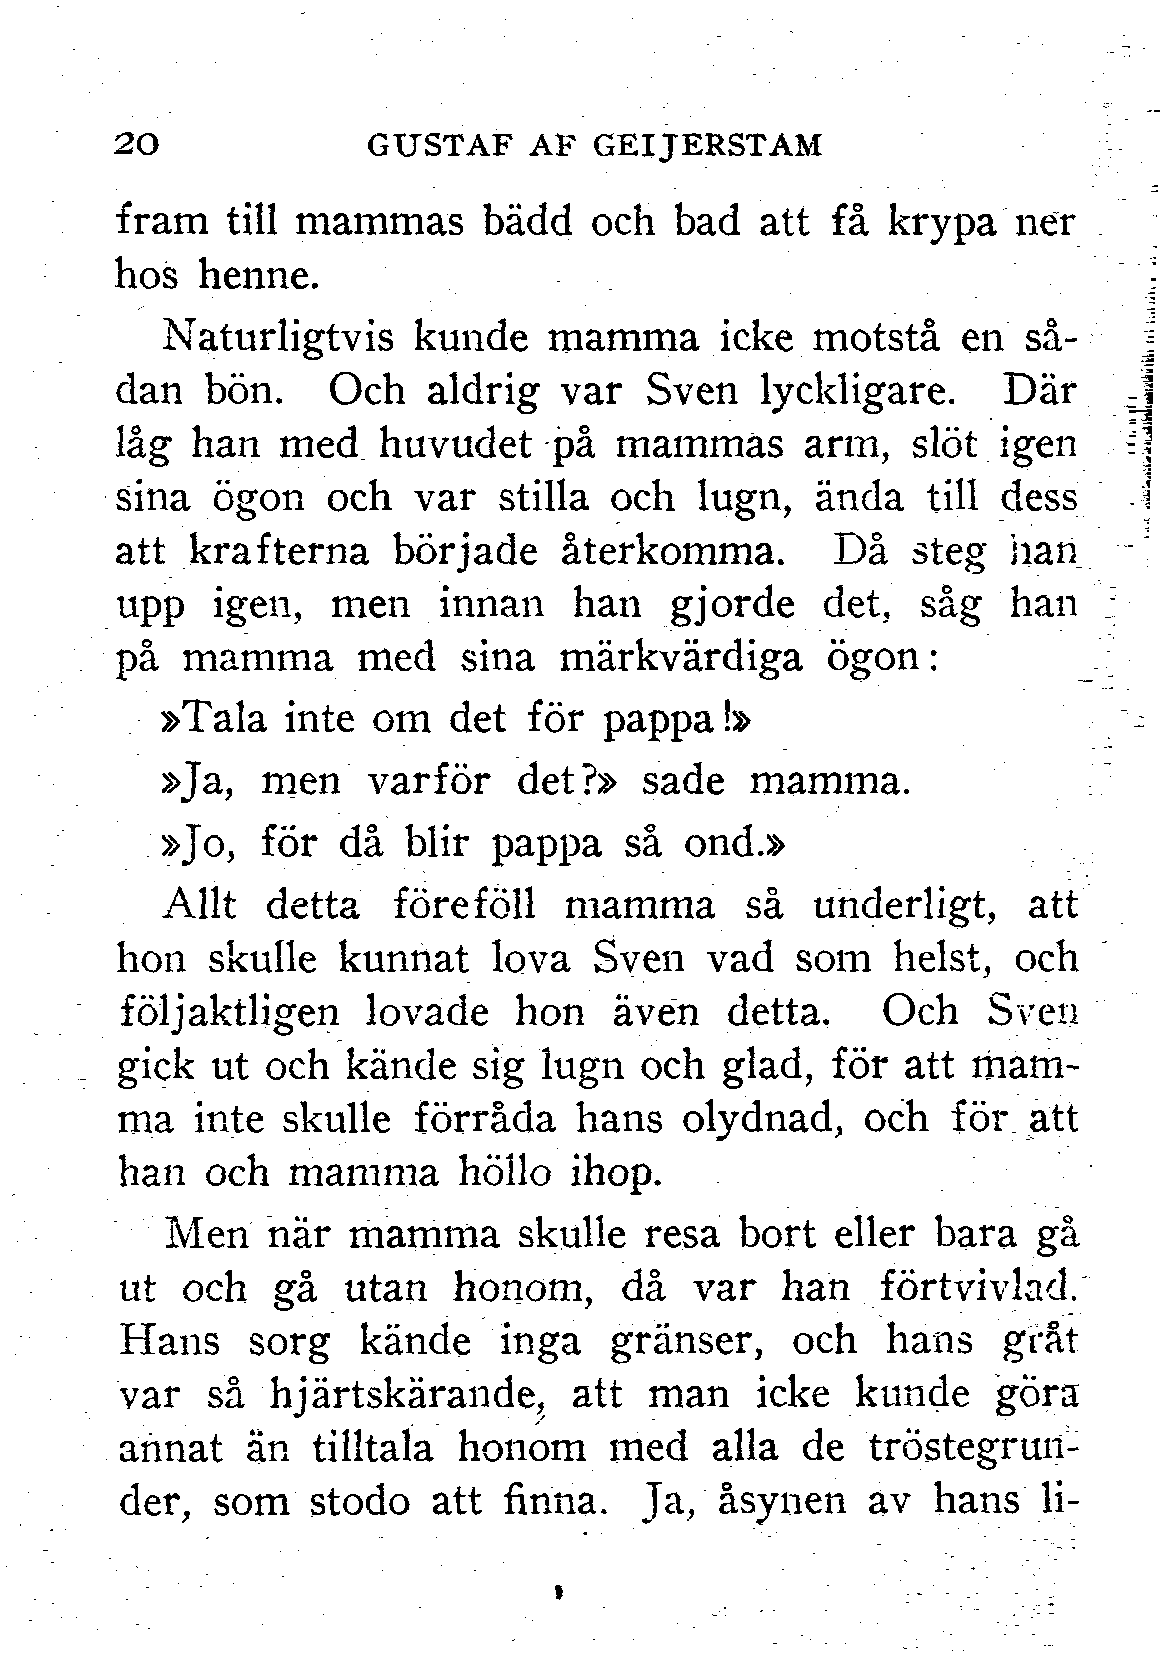 20 GUSTAF AF GEIJERSTAM
fram till mammas bädd och bad att få krypa ner
hos henne.
Naturligtvis kunde mamma icke motstå en så-
dan bön. Och aldrig var Sven lyckligare. Där
låg han med huvudet på mammas arm, slöt igen
sina ögon och var stilla och lugn, ända till dess
att krafterna började återkomma. Då steg han
upp igen, men innan han gjorde det, såg han
på mamma med sina märkvärdiga ögon:
»Tala inte om det för pappa!»
»Ja, men varför det?» sade mamma.
»Jo, för då blir pappa så ond.»
Allt detta föreföll mamma så underligt, att
hon skulle kunnat lova Sven vad som helst, och
följaktligen lovade hon även detta. Och Sven
gick ut och kände sig lugn och glad, för att mam-
ma inte skulle förråda hans olydnad, och för att
han och mamma höllo ihop.
Men när mamma skulle resa bort eller bara gå
ut och gå utan honom, då var han förtvivlad.
Hans sorg kände inga gränser, och hans gråt
var så hjärtskärande, att man icke kunde göra
annat än tilltala honom med alla de tröstegrun-
der, som stodo att finna. Ja, åsynen av hans li-